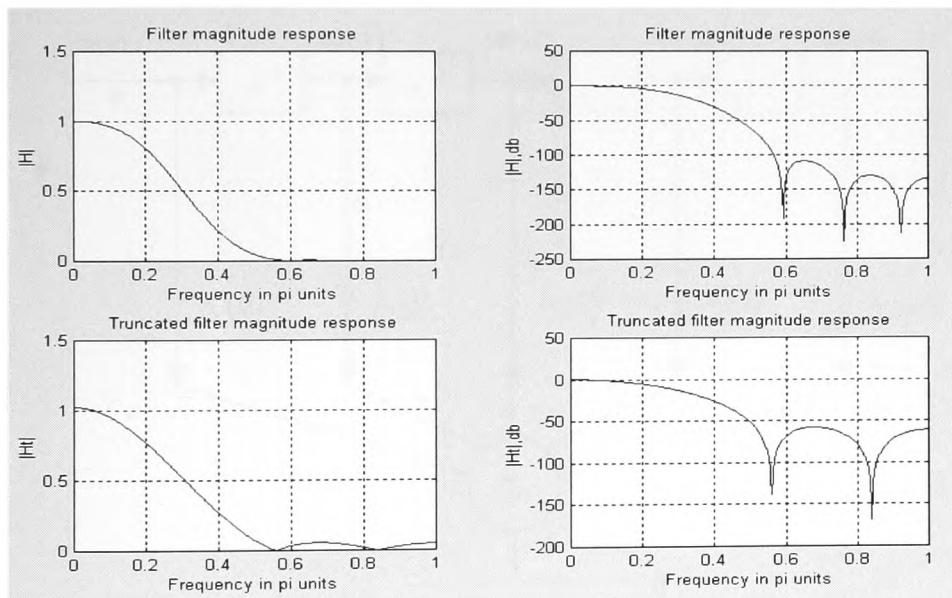 Filter magnitude response
1.5
1
0.5
0
|H|
0 0.2 0.4 0.6 0.8 1
Frequency in pi units
Filter magnitude response
50
0
-50
-100
-150
-200
-250
|H|,db
0 0.2 0.4 0.6 0.8 1
Frequency in pi units
Truncated filter magnitude response
1.5
1
0.5
0
|Ht|
0 0.2 0.4 0.6 0.8 1
Frequency in pi units
Truncated filter magnitude response
50
0
-50
-100
-150
-200
|Ht|,db
0 0.2 0.4 0.6 0.8 1
Frequency in pi units